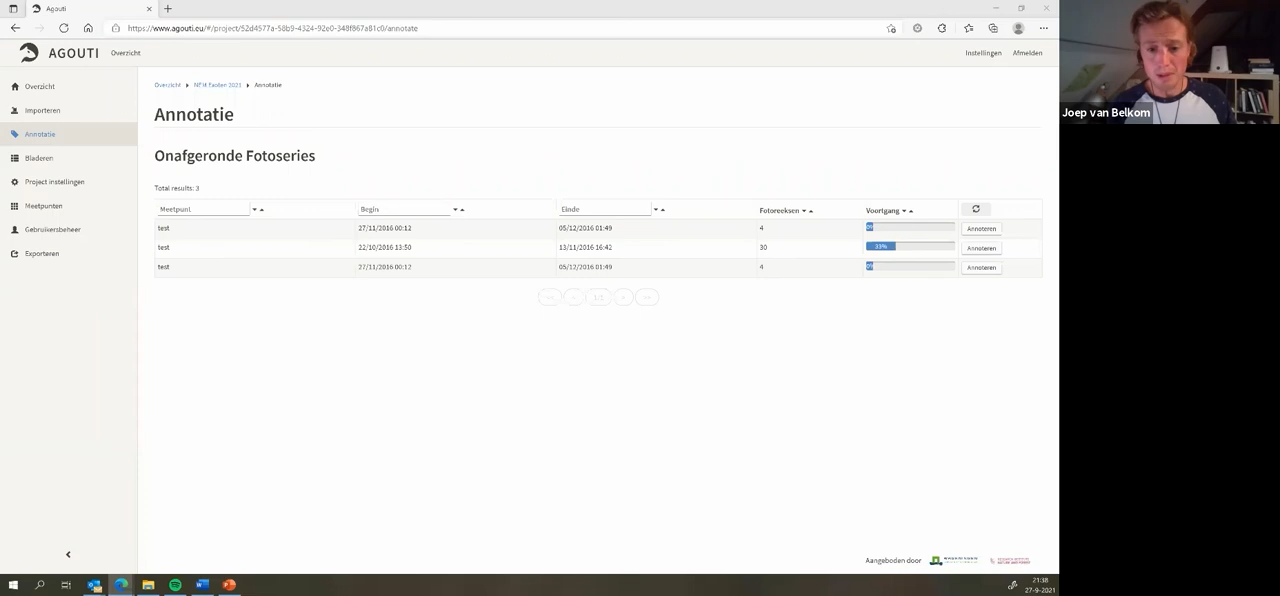 Agouti
https://www.agouti.eu/#/project/52d4577a-58b9-4324-92e0-348f867a81c0/annotate
AGOUTI
Overzicht
Instellingen
Afmelden
Joep van Belkom
Overzicht
Importeren
Annotatie
Bladeren
Project instellingen
Meetpunten
Gebruikersbeheer
Exporteren
Overzicht Annotatie
Annotatie
Onafgeronde Fotoseries
Total results: 3
Meetpunt Begin Einde Fotoreeksen Voortgang
test 27/11/2016 00:12 05/12/2016 01:49 4 Annoteren
test 22/10/2016 13:50 13/11/2016 16:42 30 33% Annoteren
test 27/11/2016 00:12 05/12/2016 01:49 4 Annoteren
1/1
Aangeboden door
21:38
27-9-2021